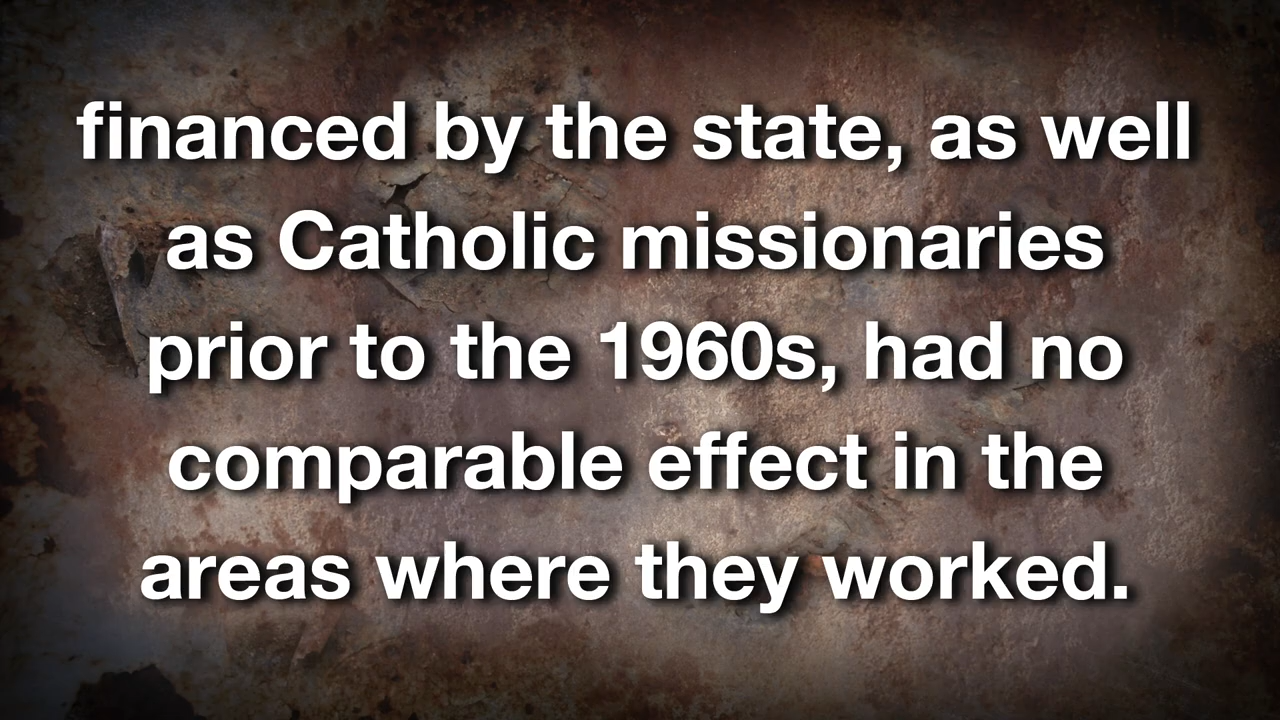 financed by the state, as well
as Catholic missionaries
prior to the 1960s, had no
comparable effect in the
areas where they worked.